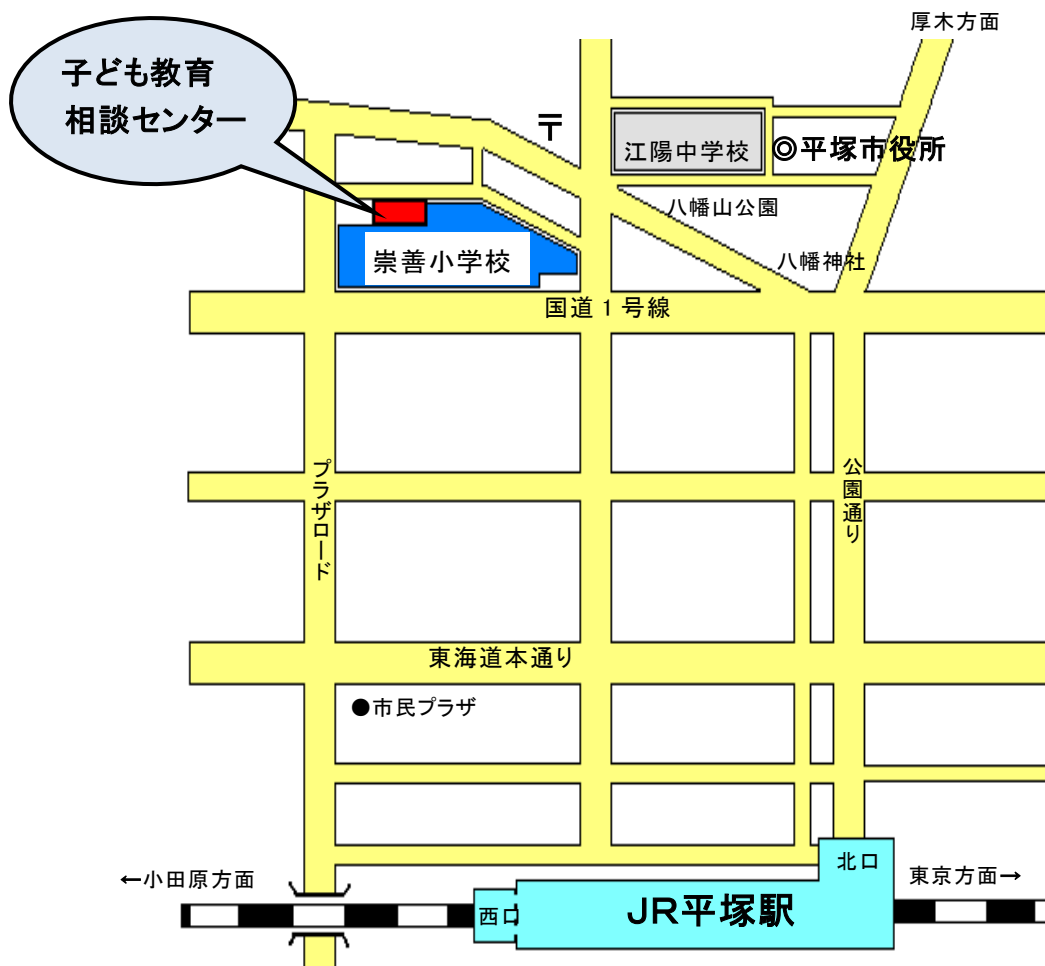 厚木方面
子ども教育
相談センター
〒
江陽中学校
◎平塚市役所
八幡山公園
崇善小学校
八幡神社
国道１号線
プラザロード
公園通り
東海道本通り
●市民プラザ
北口
←小田原方面
東京方面→
西口
JR平塚駅